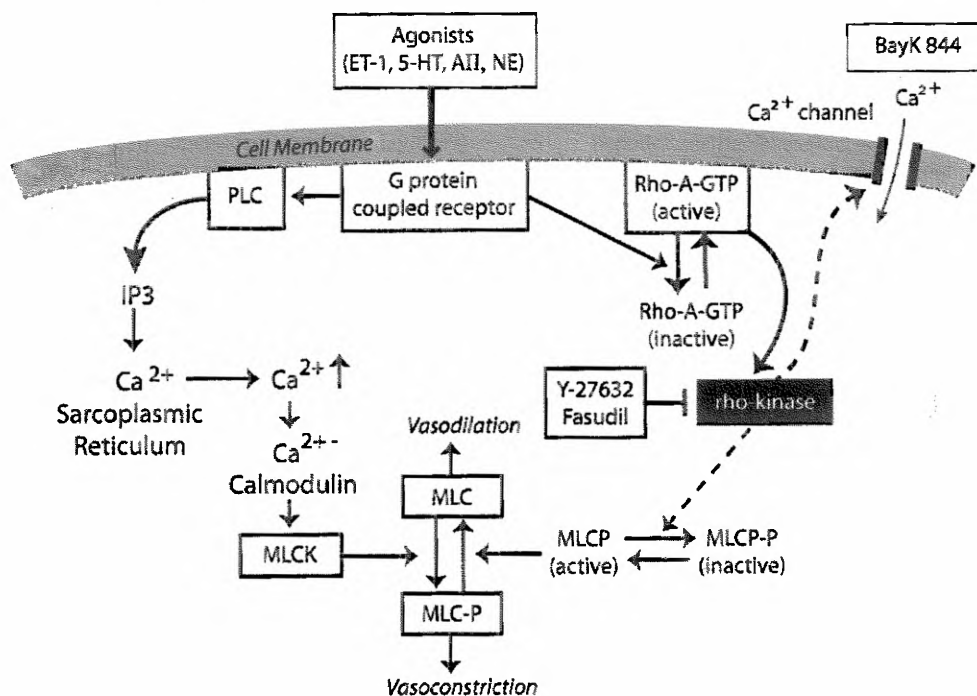 Agonists
(ET-1, 5-HT, AII, NE)
BayK 844
Ca2+ channel
Ca2+
Cell Membrane
PLC
G protein
coupled receptor
Rho-A-GTP
(active)
IP3
Rho-A-GTP
(inactive)
Ca 2+
Sarcoplasmic
Reticulum
Ca2+
Y-27632
Fasudil
rho-kinase
Vasodilation
Ca2+-
Calmodulin
MLC
MLCK
MLCP
(active)
MLCP-P
(inactive)
MLC-P
Vasoconstriction